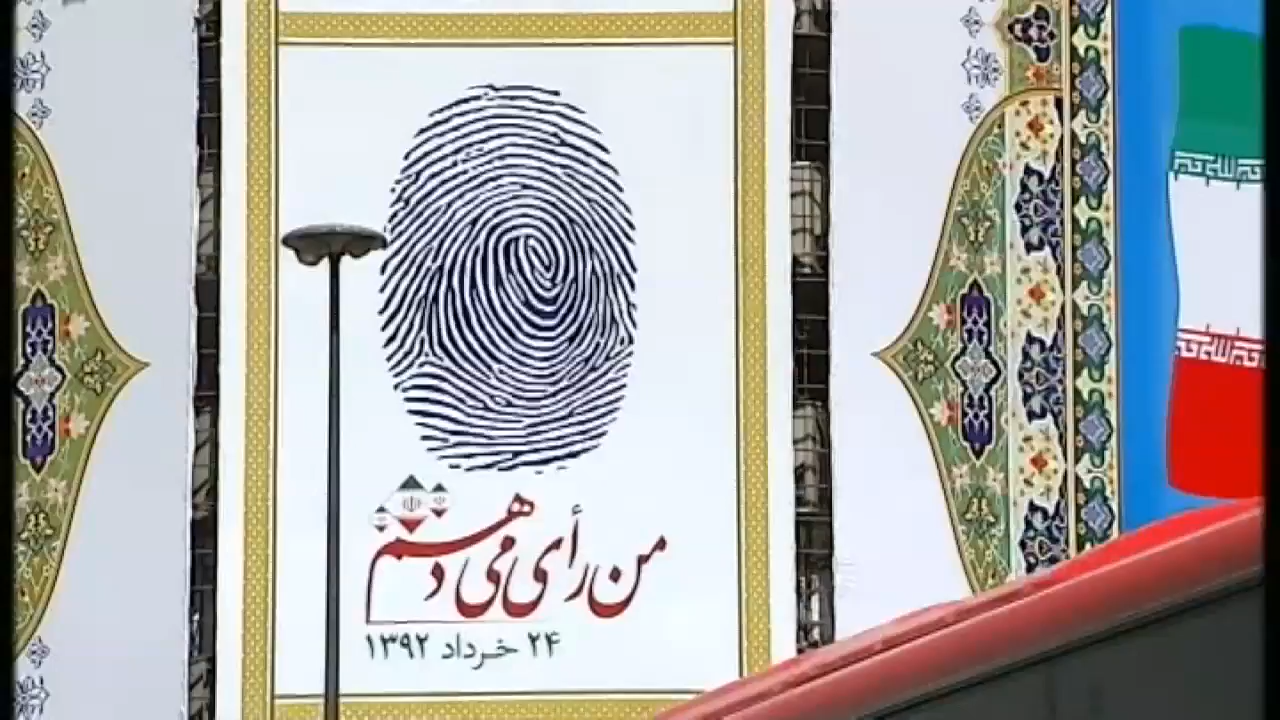 من رأی می دهم
۲۴ خرداد ۱۳۹۲